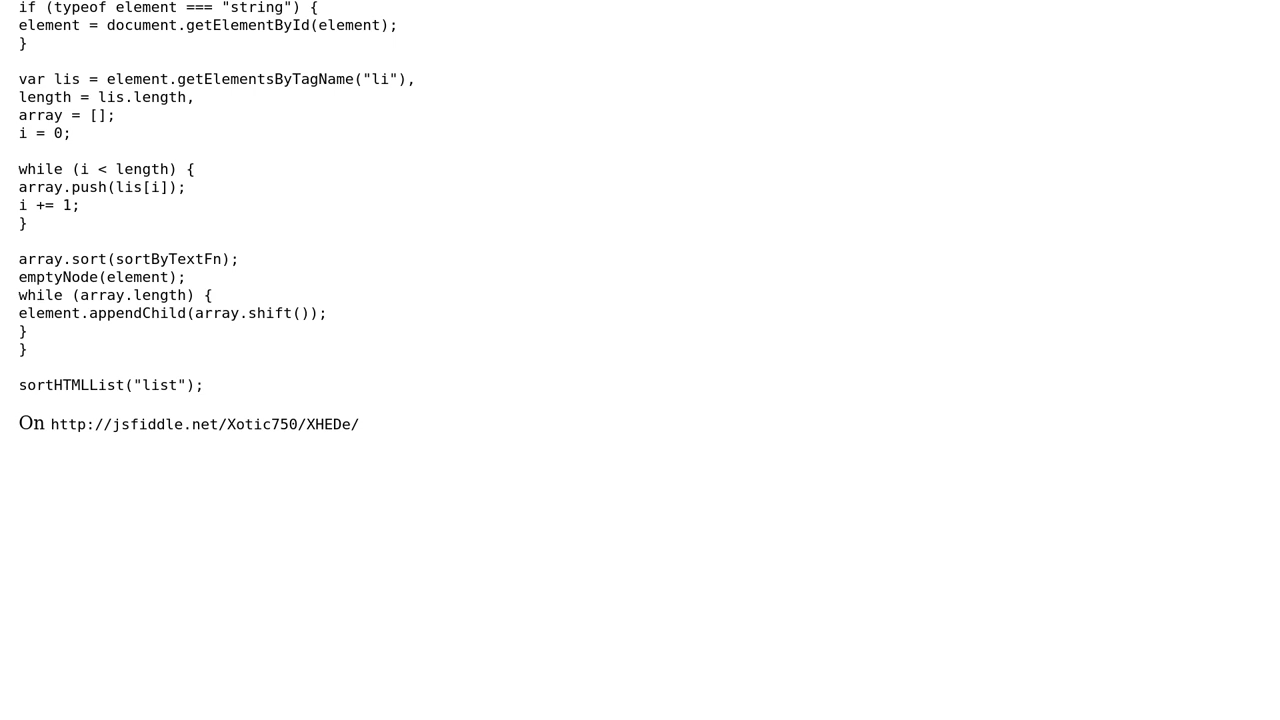 if (typeof element === "string") {
element = document.getElementById(element);
}
var lis = element.getElementsByTagName("li"),
length = lis.length,
array = [];
i = 0;
while (i < length) {
array.push(lis[i]);
i += 1;
}
array.sort(sortByTextFn);
emptyNode(element);
while (array.length) {
element.appendChild(array.shift());
}
}
sortHTMLList("list");
On http://jsfiddle.net/Xotic750/XHEDe/